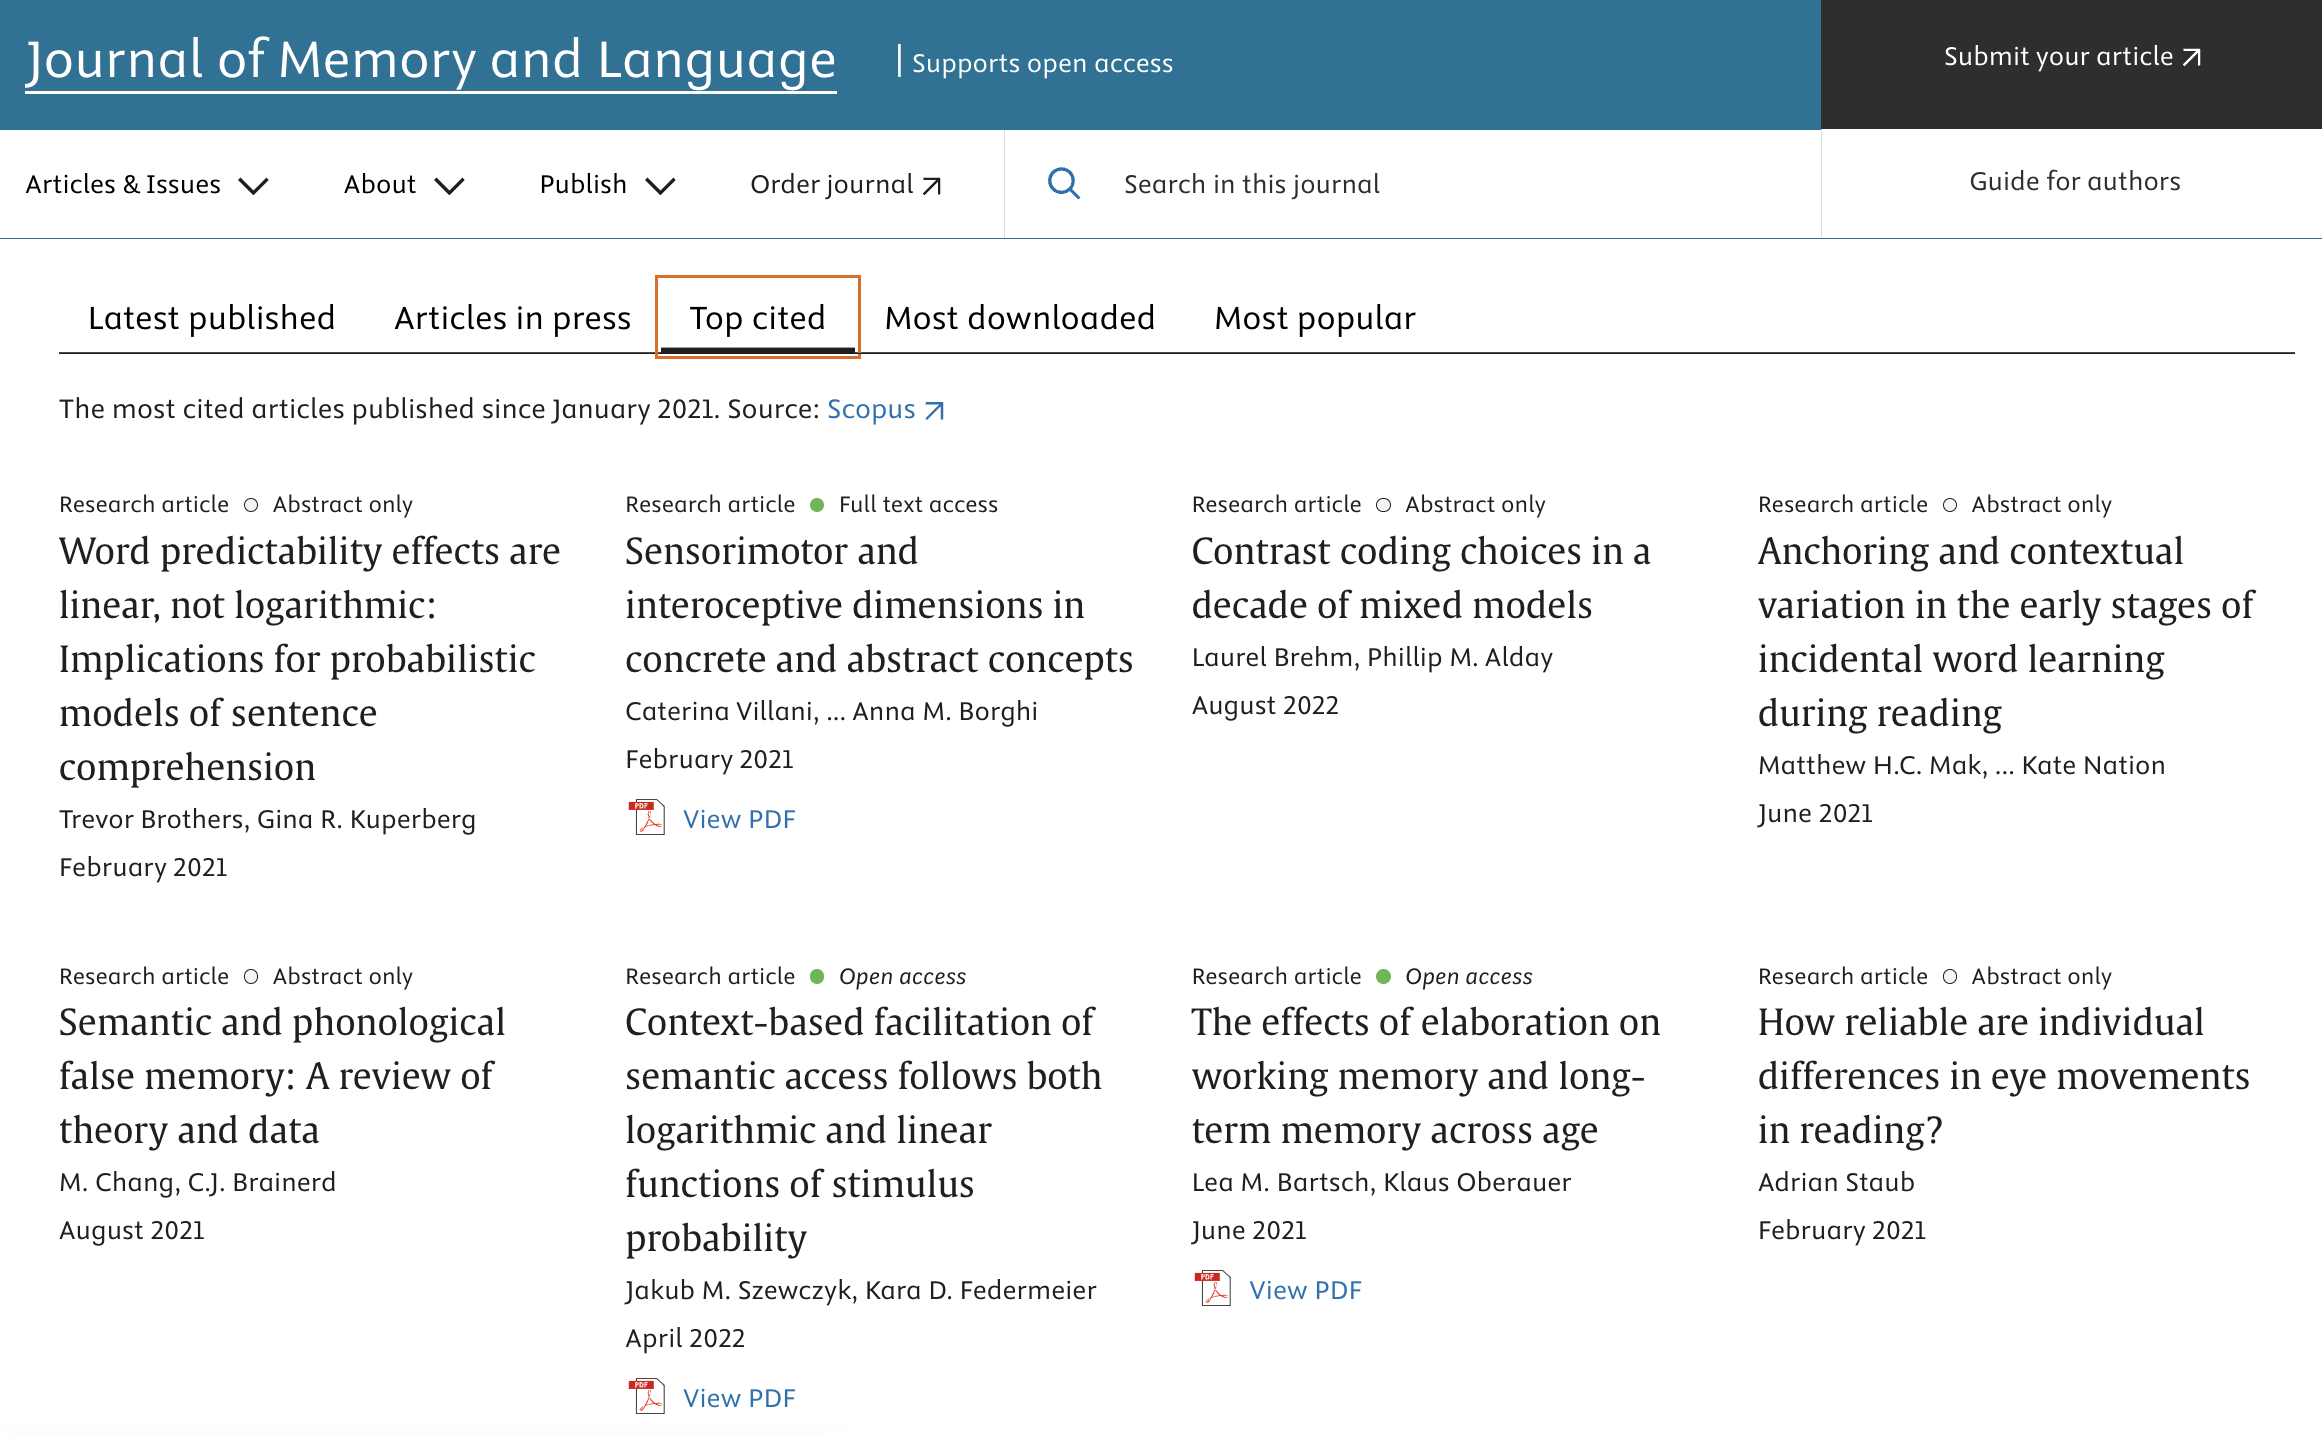 Journal of Memory and Language
Supports open access
Submit your article
Articles & Issues
About
Publish
Order journal
Search in this journal
Guide for authors
Latest published
Articles in press
Top cited
Most downloaded
Most popular
The most cited articles published since January 2021. Source: Scopus
Research article Abstract only
Word predictability effects are
linear, not logarithmic:
Implications for probabilistic
models of sentence
comprehension
Trevor Brothers, Gina R. Kuperberg
February 2021
Research article Full text access
Sensorimotor and
interoceptive dimensions in
concrete and abstract concepts
Caterina Villani, ... Anna M. Borghi
February 2021
PDF
View PDF
Research article Abstract only
Contrast coding choices in a
decade of mixed models
Laurel Brehm, Phillip M. Alday
August 2022
Research article Abstract only
Anchoring and contextual
variation in the early stages of
incidental word learning
during reading
Matthew H.C. Mak, ... Kate Nation
June 2021
Research article Abstract only
Semantic and phonological
false memory: A review of
theory and data
M. Chang, C.J. Brainerd
August 2021
Research article Open access
Context-based facilitation of
semantic access follows both
logarithmic and linear
functions of stimulus
probability
Jakub M. Szewczyk, Kara D. Federmeier
April 2022
PDF
View PDF
Research article Open access
The effects of elaboration on
working memory and long-
term memory across age
Lea M. Bartsch, Klaus Oberauer
June 2021
PDF
View PDF
Research article Abstract only
How reliable are individual
differences in eye movements
in reading?
Adrian Staub
February 2021